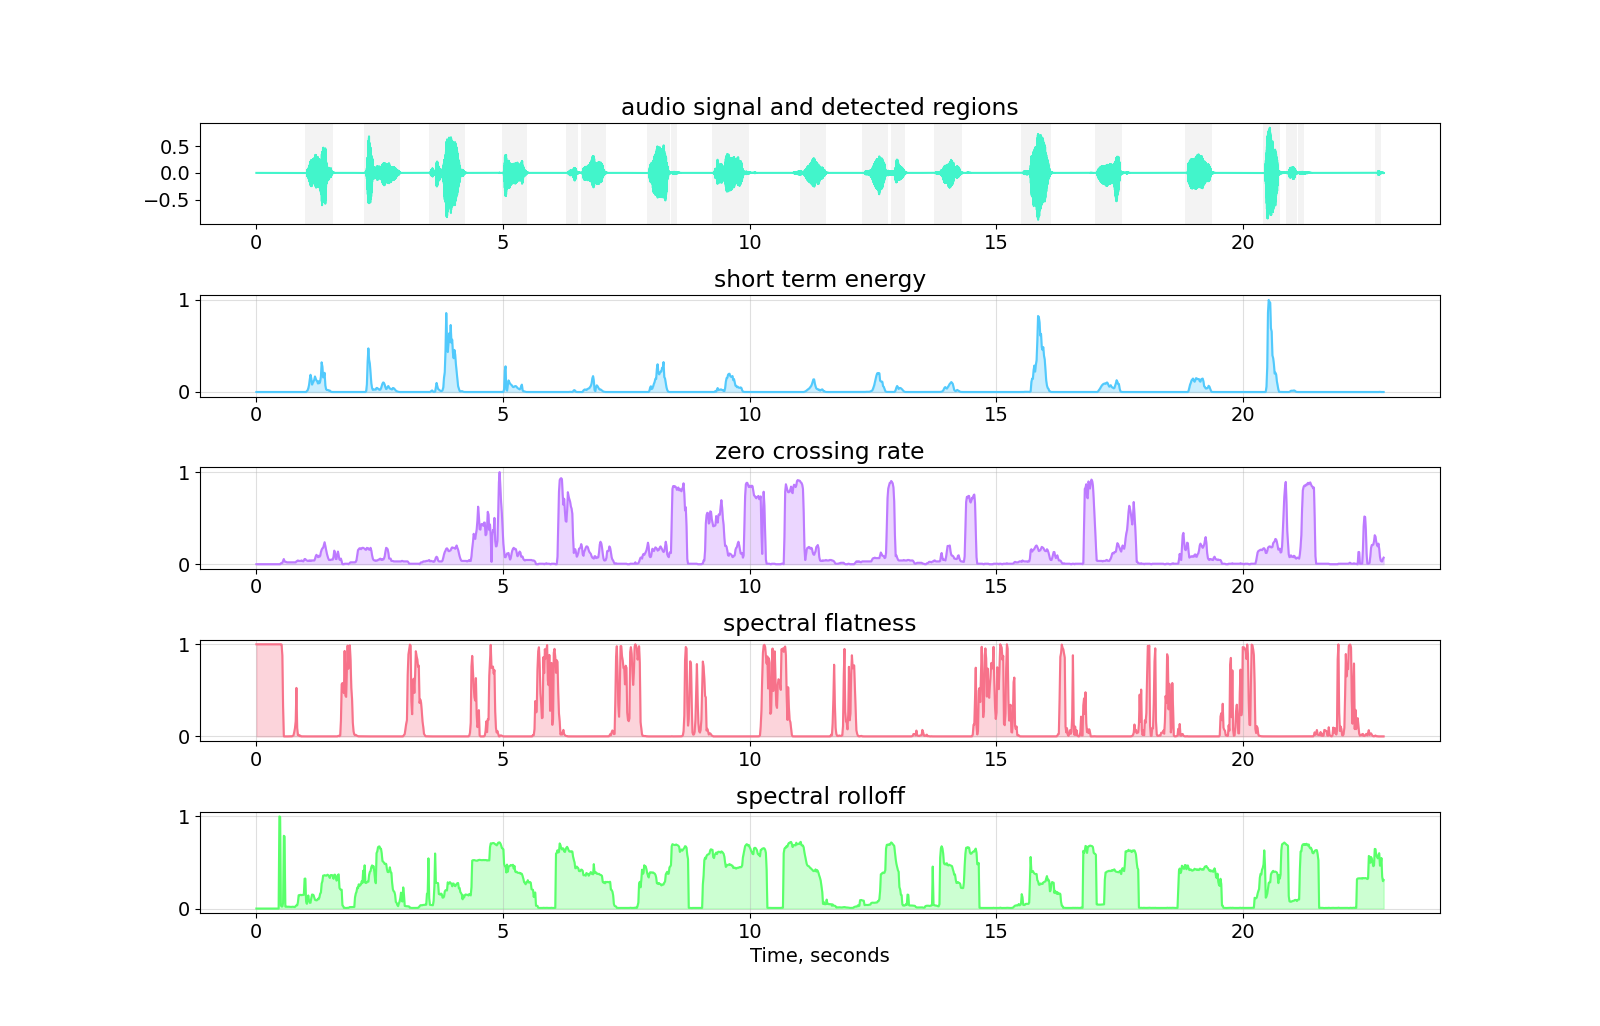 audio signal and detected regions
0.5
0.0
−0.5
0 5 10 15 20
short term energy
1
0
0 5 10 15 20
zero crossing rate
1
0
0 5 10 15 20
spectral flatness
1
0
0 5 10 15 20
spectral rolloff
1
0
0 5 10 15 20
Time, seconds